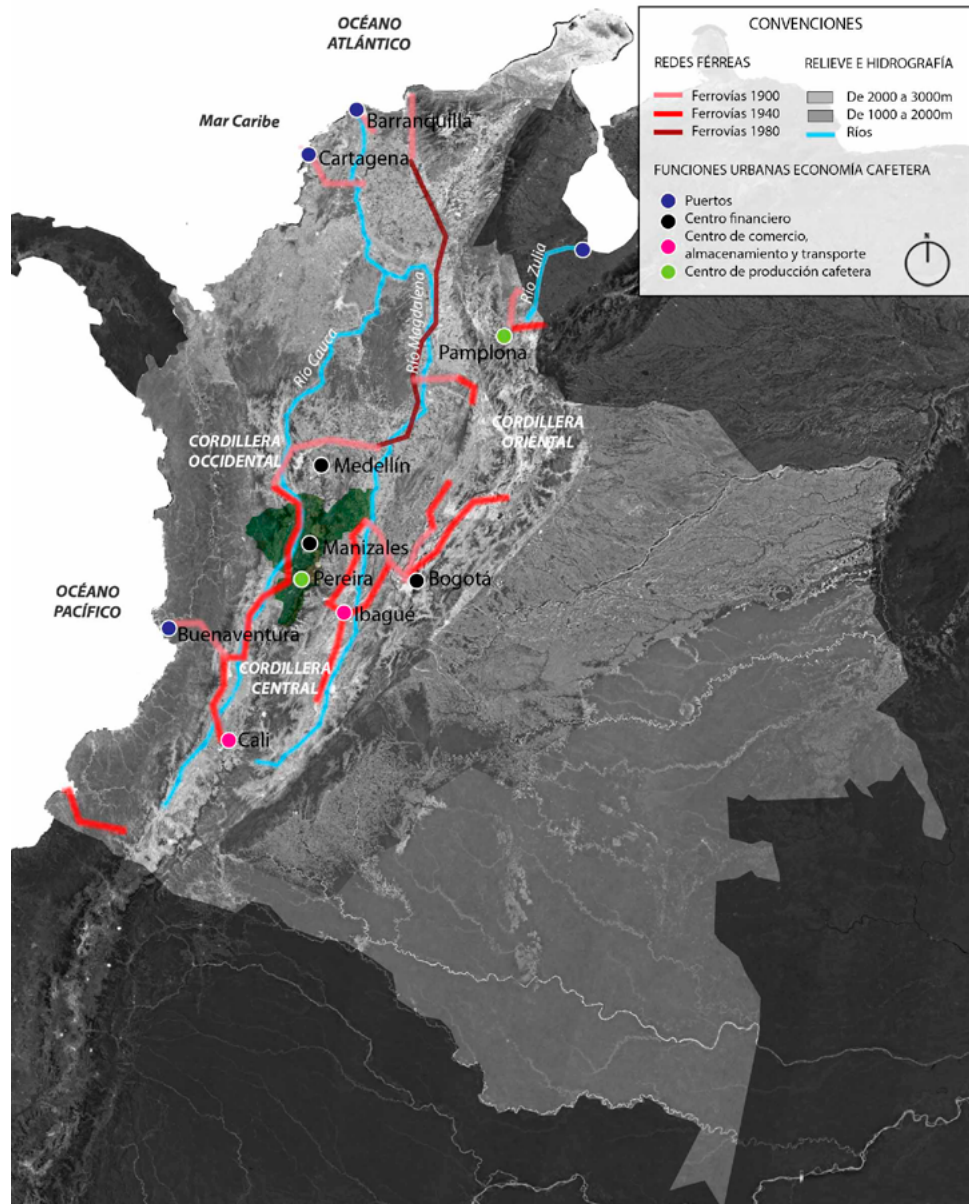 OCÉANO
ATLÁNTICO
Mar Caribe
Barranquilla
Cartagena
CONVENCIONES
REDES FÉRREAS
Ferrovías 1900
Ferrovías 1940
Ferrovías 1980
RELIEVE E HIDROGRAFÍA
De 2000 a 3000m
De 1000 a 2000m
Ríos
FUNCIONES URBANAS ECONOMÍA CAFETERA
Puertos
Centro financiero
Centro de comercio,
almacenamiento y transporte
Centro de producción cafetera
N
Río Zulia
Pamplona
Río Magdalena
Río Cauca
CORDILLERA
ORIENTAL
CORDILLERA
OCCIDENTAL
Medellín
Manizales
Pereira
Bogotá
Ibagué
OCÉANO
PACÍFICO
Buenaventura
CORDILLERA
CENTRAL
Cali